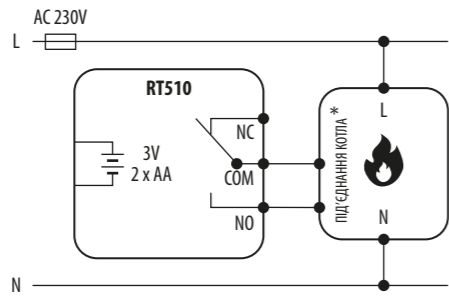 AC 230V
L
RT510
NC
3V
2 x AA
COM
NO
L
ПІД'ЄДНАННЯ КОТЛА *
N
N